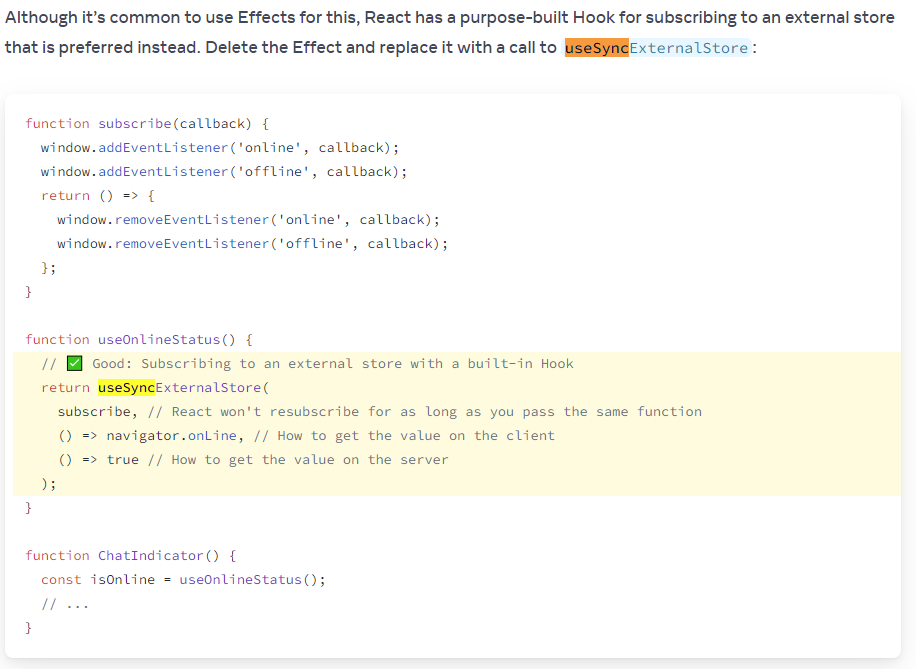 Although it’s common to use Effects for this, React has a purpose-built Hook for subscribing to an external store
that is preferred instead. Delete the Effect and replace it with a call to useSyncExternalStore:
function subscribe(callback) {
  window.addEventListener('online', callback);
  window.addEventListener('offline', callback);
  return () => {
    window.removeEventListener('online', callback);
    window.removeEventListener('offline', callback);
  };
}
function useOnlineStatus() {
  // ✅ Good: Subscribing to an external store with a built-in Hook
  return useSyncExternalStore(
    subscribe, // React won't resubscribe for as long as you pass the same function
    () => navigator.onLine, // How to get the value on the client
    () => true // How to get the value on the server
  );
}
function ChatIndicator() {
  const isOnline = useOnlineStatus();
  // ...
}